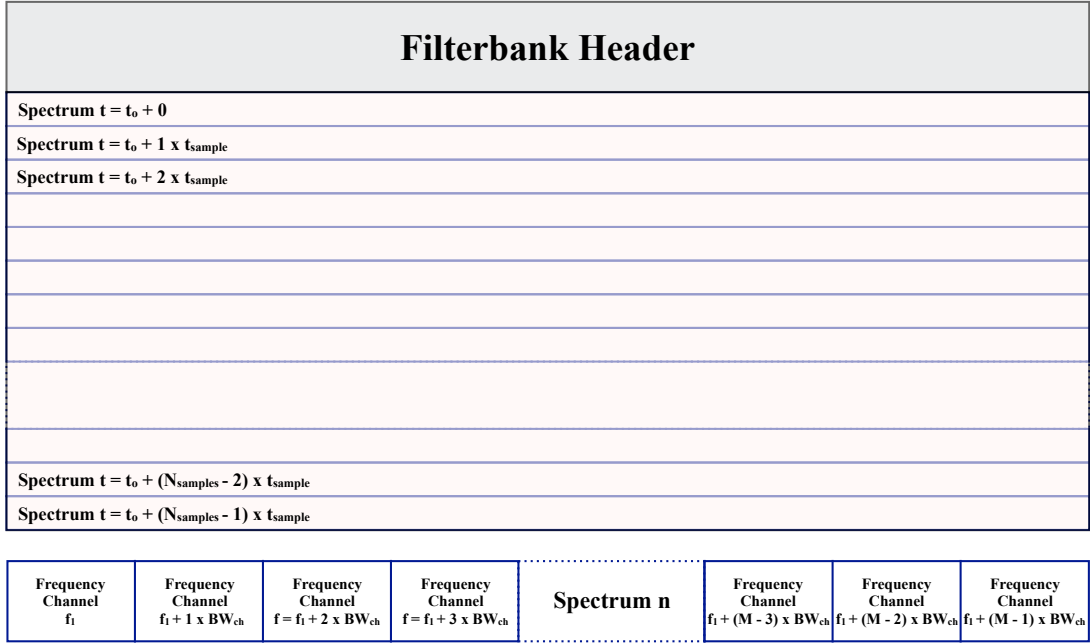 Filterbank Header
Spectrum t = to + 0
Spectrum t = to + 1 x tsample
Spectrum t = to + 2 x tsample
Spectrum t = to + (Nsamples - 2) x tsample
Spectrum t = to + (Nsamples - 1) x tsample
Frequency
Channel
f1
Frequency
Channel
f1 + 1 x BWch
Frequency
Channel
f = f1 + 2 x BWch
Frequency
Channel
f = f1 + 3 x BWch
Spectrum n
Frequency
Channel
f1 + (M - 3) x BWch
Frequency
Channel
f1 + (M - 2) x BWch
Frequency
Channel
f1 + (M - 1) x BWch